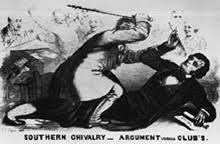 SOUTHERN CHIVALRY — ARGUMENT VERSUS CLUB'S.